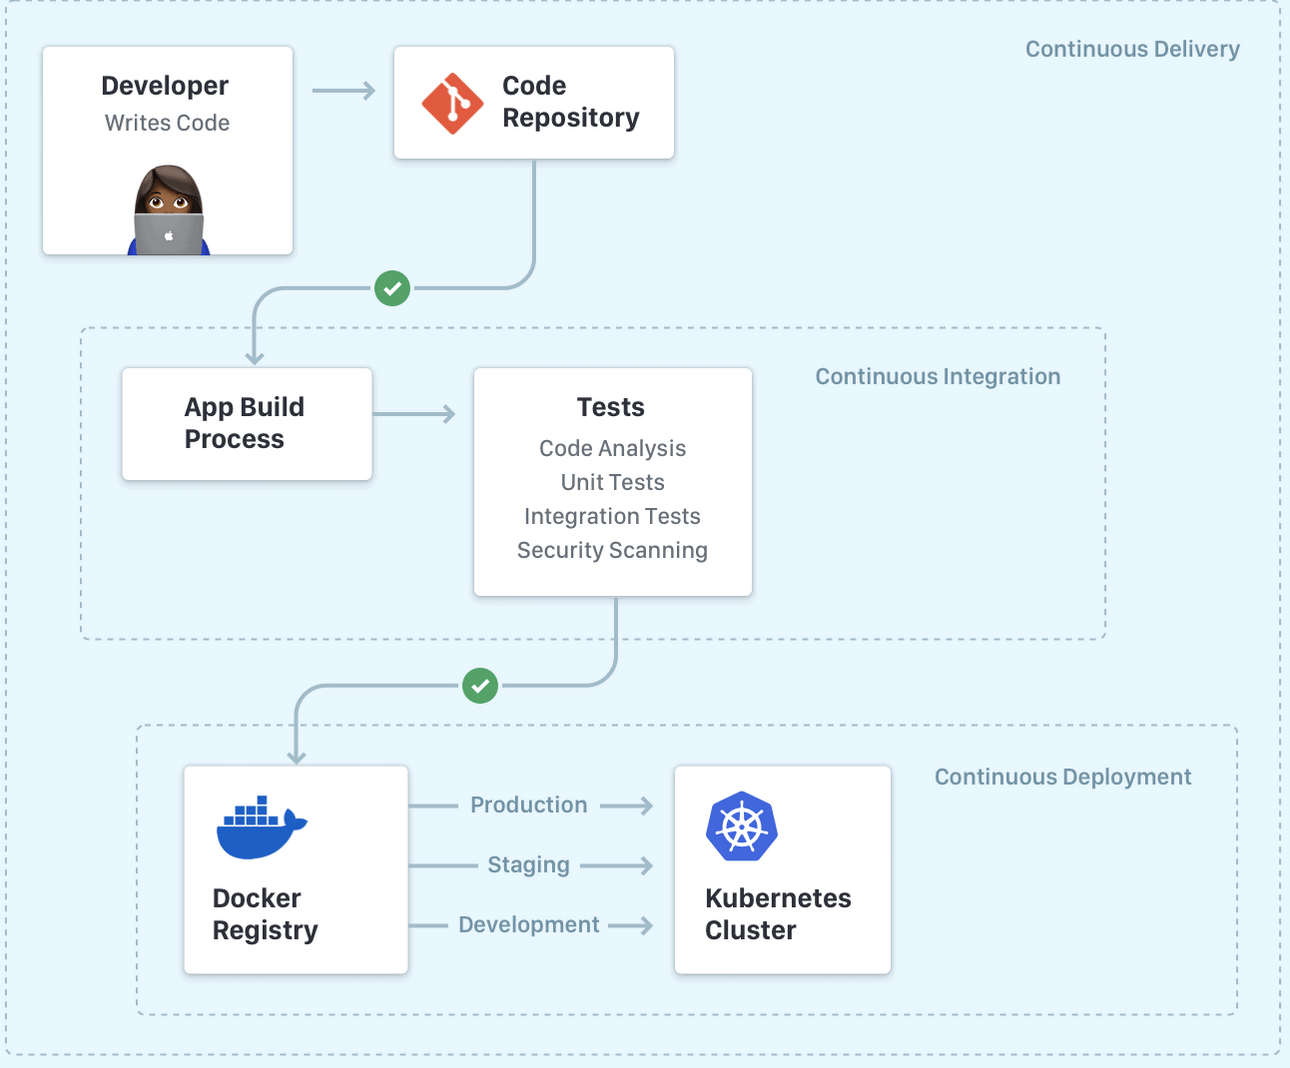 Continuous Delivery
Developer
Writes Code
Code
Repository
Continuous Integration
App Build
Process
Tests
Code Analysis
Unit Tests
Integration Tests
Security Scanning
Continuous Deployment
Docker
Registry
Production
Staging
Development
Kubernetes
Cluster